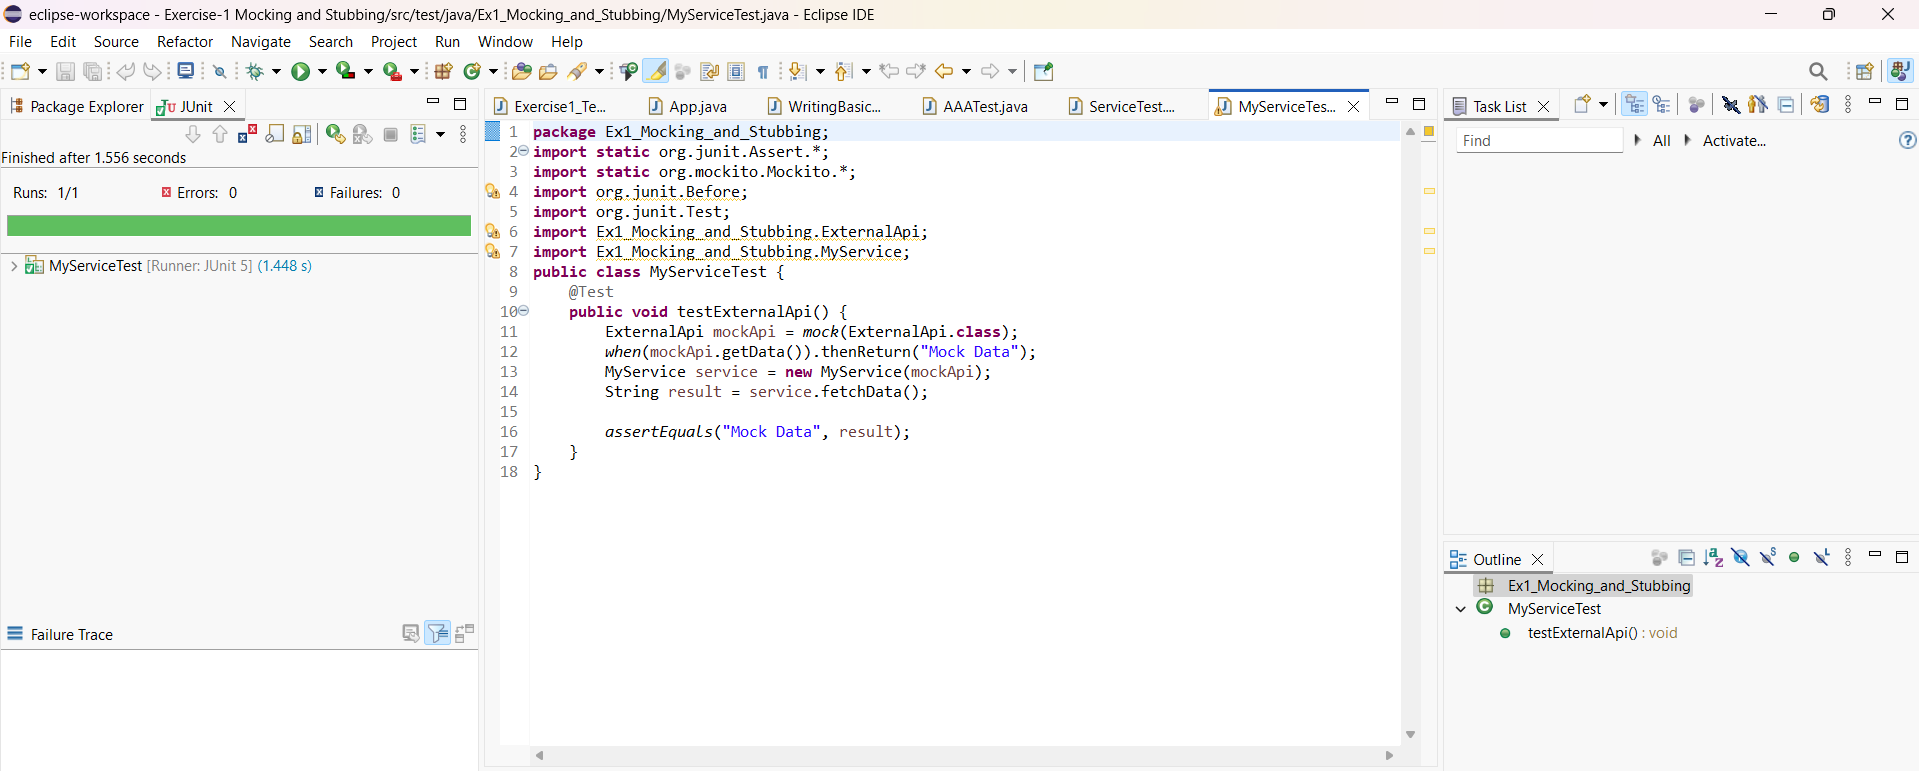 eclipse-workspace - Exercise-1 Mocking and Stubbing/src/test/java/Ex1_Mocking_and_Stubbing/MyServiceTest.java - Eclipse IDE
File Edit Source Refactor Navigate Search Project Run Window Help
Package Explorer JUnit
Finished after 1.556 seconds
Runs: 1/1 Errors: 0 Failures: 0
MyServiceTest [Runner: JUnit 5] (1.448 s)
Failure Trace
Exercise1_Te... App.java WritingBasic... AAATest.java ServiceTest.... MyServiceTes...
1 package Ex1_Mocking_and_Stubbing;
2 import static org.junit.Assert.*;
3 import static org.mockito.Mockito.*;
4 import org.junit.Before;
5 import org.junit.Test;
6 import Ex1_Mocking_and_Stubbing.ExternalApi;
7 import Ex1_Mocking_and_Stubbing.MyService;
8 public class MyServiceTest {
9     @Test
10     public void testExternalApi() {
11         ExternalApi mockApi = mock(ExternalApi.class);
12         when(mockApi.getData()).thenReturn("Mock Data");
13         MyService service = new MyService(mockApi);
14         String result = service.fetchData();
15
16         assertEquals("Mock Data", result);
17     }
18 }
Task List
Find All Activate...
Outline
Ex1_Mocking_and_Stubbing
MyServiceTest
testExternalApi() : void